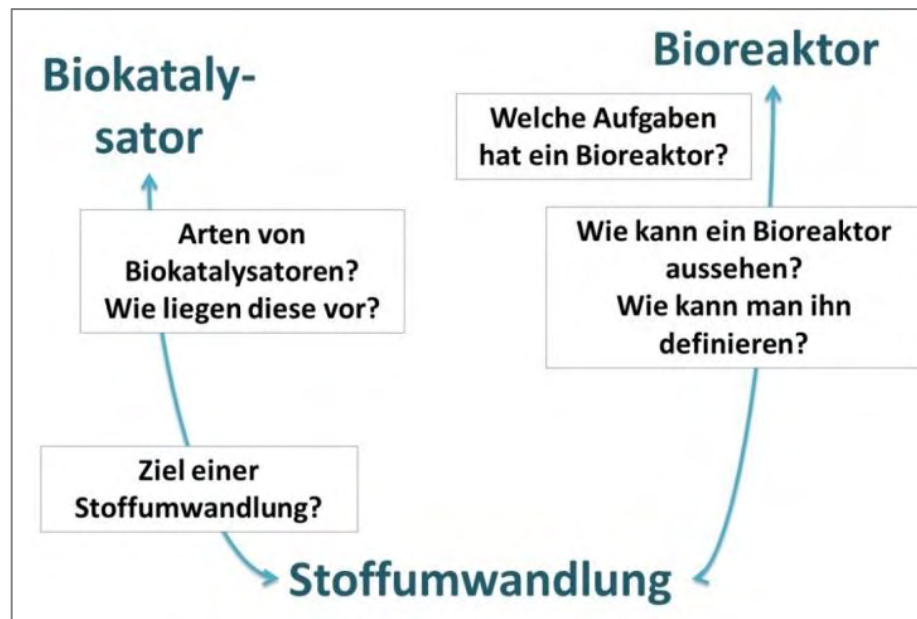 Biokataly-
sator
Bioreaktor
Welche Aufgaben
hat ein Bioreaktor?
Arten von
Biokatalysatoren?
Wie liegen diese vor?
Wie kann ein Bioreaktor
aussehen?
Wie kann man ihn
definieren?
Ziel einer
Stoffumwandlung?
Stoffumwandlung